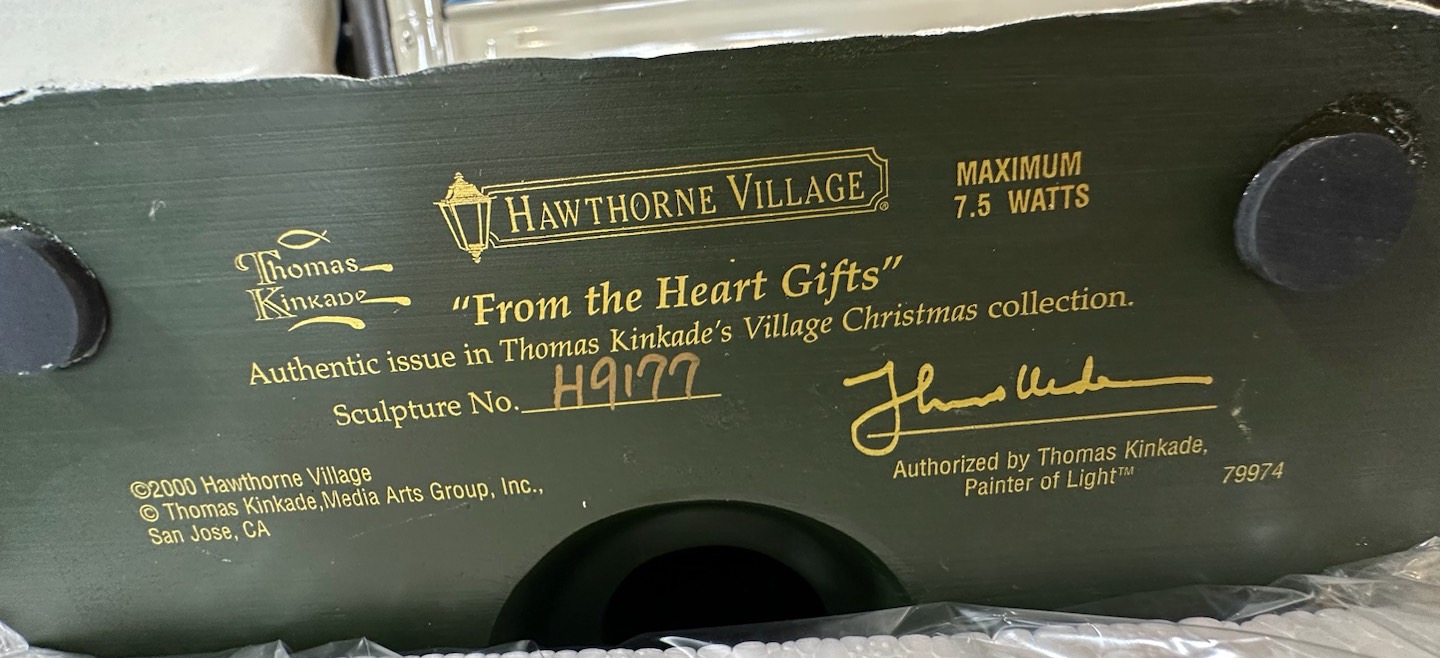 HAWTHORNE VILLAGE®
MAXIMUM
7.5 WATTS
Thomas
Kinkade
"From the Heart Gifts"
Authentic issue in Thomas Kinkade's Village Christmas collection.
Sculpture No. H9177
©2000 Hawthorne Village
© Thomas Kinkade,Media Arts Group, Inc.,
San Jose, CA
Authorized by Thomas Kinkade,
Painter of Light™
79974